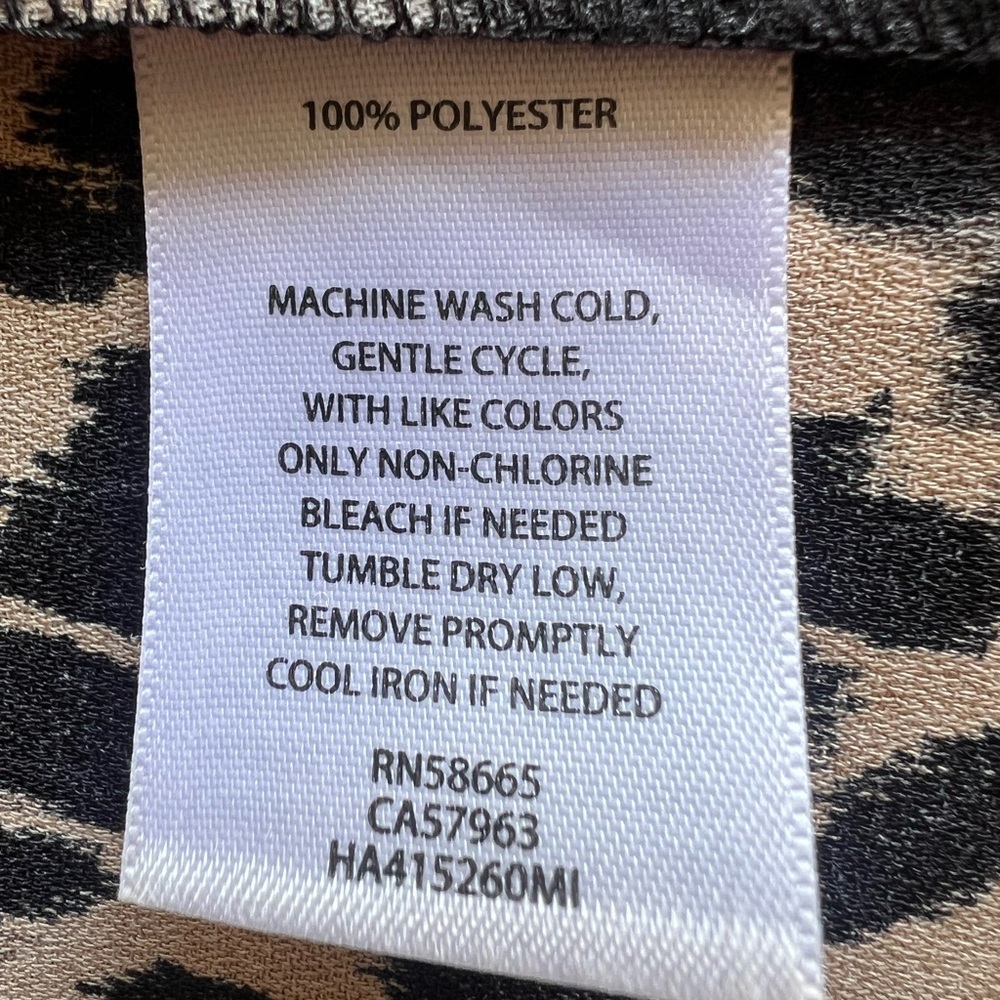 100% POLYESTER
MACHINE WASH COLD,
GENTLE CYCLE,
WITH LIKE COLORS
ONLY NON-CHLORINE
BLEACH IF NEEDED
TUMBLE DRY LOW,
REMOVE PROMPTLY
COOL IRON IF NEEDED
RN58665
CA57963
HA415260MI